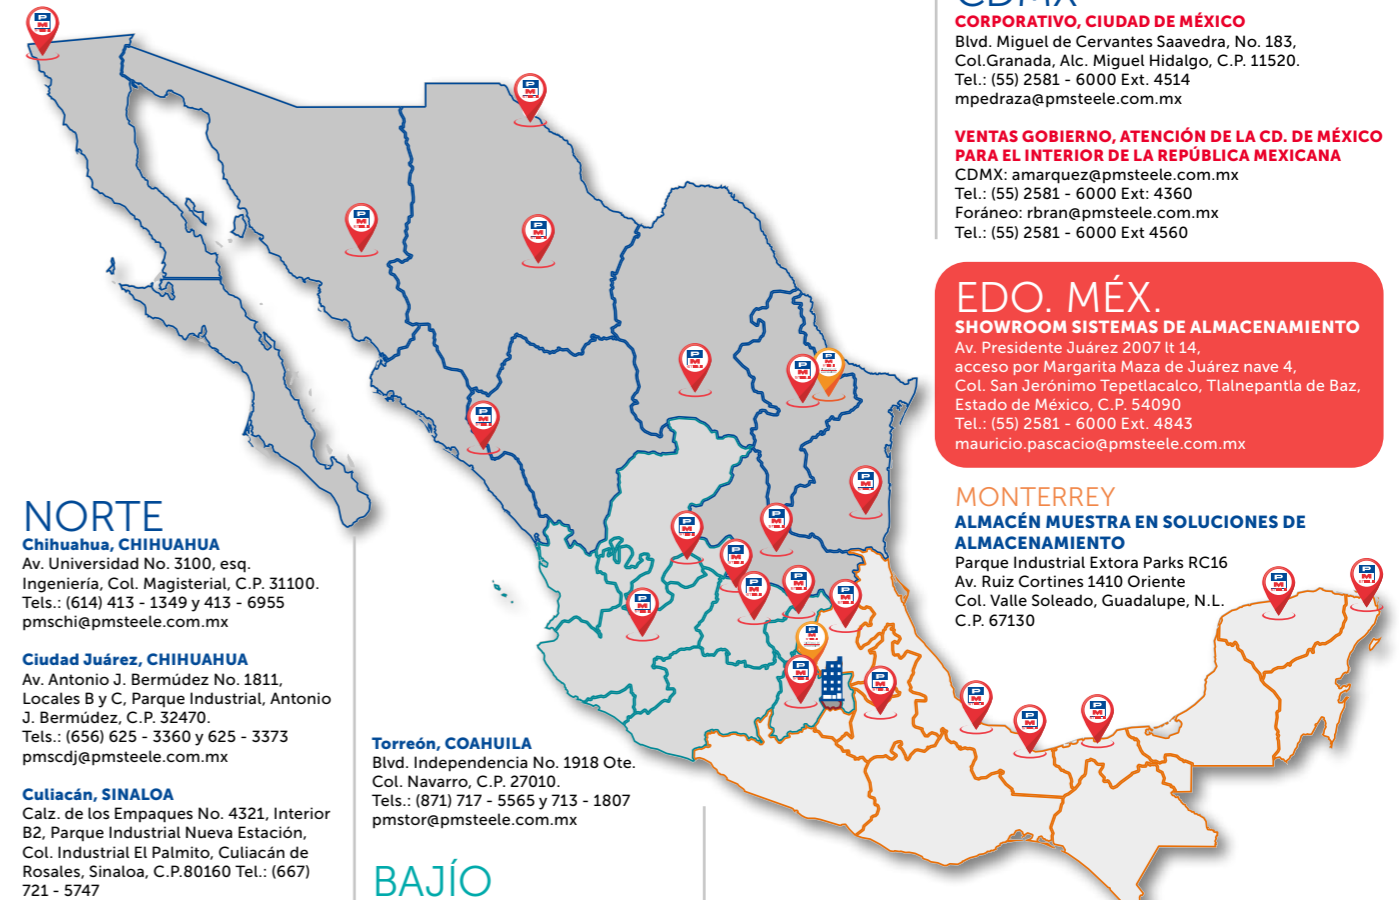 CDMX
CORPORATIVO, CIUDAD DE MÉXICO
Blvd. Miguel de Cervantes Saavedra, No. 183,
Col.Granada, Alc. Miguel Hidalgo, C.P. 11520.
Tel.: (55) 2581 - 6000 Ext. 4514
mpedraza@pmsteele.com.mx
VENTAS GOBIERNO, ATENCIÓN DE LA CD. DE MÉXICO
PARA EL INTERIOR DE LA REPÚBLICA MEXICANA
CDMX: amarquez@pmsteele.com.mx
Tel.: (55) 2581 - 6000 Ext: 4360
Foráneo: rbran@pmsteele.com.mx
Tel.: (55) 2581 - 6000 Ext 4560
EDO. MÉX.
SHOWROOM SISTEMAS DE ALMACENAMIENTO
Av. Presidente Juárez 2007 lt 14,
acceso por Margarita Maza de Juárez nave 4,
Col. San Jerónimo Tepetlacalco, Tlalnepantla de Baz,
Estado de México, C.P. 54090
Tel.: (55) 2581 - 6000 Ext. 4843
mauricio.pascacio@pmsteele.com.mx
MONTERREY
ALMACÉN MUESTRA EN SOLUCIONES DE
ALMACENAMIENTO
Parque Industrial Extora Parks RC16
Av. Ruiz Cortines 1410 Oriente
Col. Valle Soleado, Guadalupe, N.L.
C.P. 67130
NORTE
Chihuahua, CHIHUAHUA
Av. Universidad No. 3100, esq.
Ingeniería, Col. Magisterial, C.P. 31100.
Tels.: (614) 413 - 1349 y 413 - 6955
pmschi@pmsteele.com.mx
Ciudad Juárez, CHIHUAHUA
Av. Antonio J. Bermúdez No. 1811,
Locales B y C, Parque Industrial, Antonio
J. Bermúdez, C.P. 32470.
Tels.: (656) 625 - 3360 y 625 - 3373
pmscdj@pmsteele.com.mx
Culiacán, SINALOA
Calz. de los Empaques No. 4321, Interior
B2, Parque Industrial Nueva Estación,
Col. Industrial El Palmito, Culiacán de
Rosales, Sinaloa, C.P.80160 Tel.: (667)
721 - 5747
Torreón, COAHUILA
Blvd. Independencia No. 1918 Ote.
Col. Navarro, C.P. 27010.
Tels.: (871) 717 - 5565 y 713 - 1807
pmstor@pmsteele.com.mx
BAJÍO